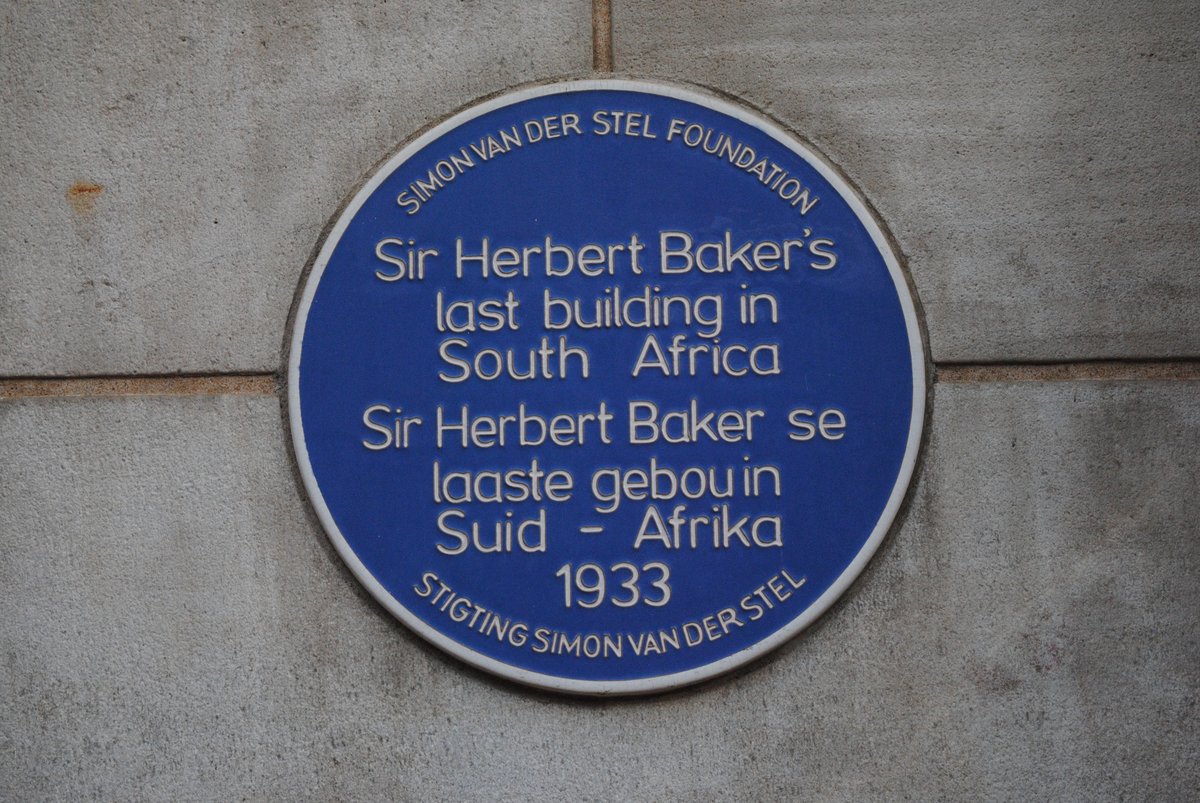 SIMON VAN DER STEL FOUNDATION
Sir Herbert Baker's
last building in
South Africa
Sir Herbert Baker se
laaste gebou in
Suid - Afrika
1933
STIGTING SIMON VAN DER STEL